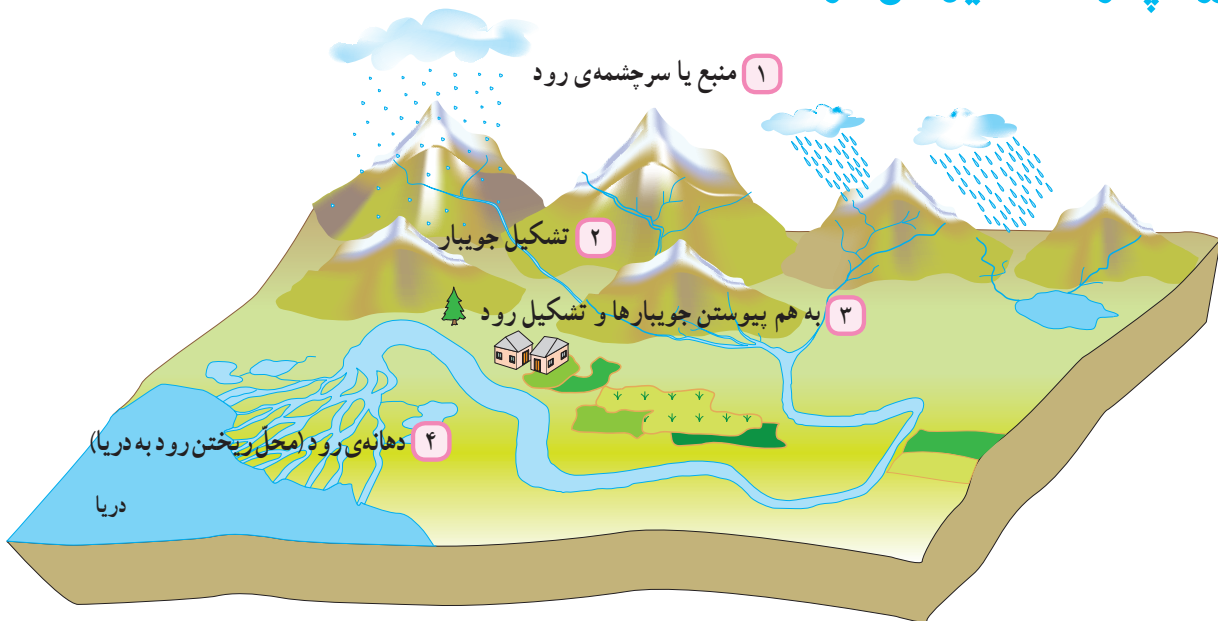 ۱ منبع یا سرچشمه‌ی رود
۲ تشکیل جویبار
۳ به هم پیوستن جویبارها و تشکیل رود
۴ دهانه‌ی رود (محلّ ریختن رود به دریا)
دریا